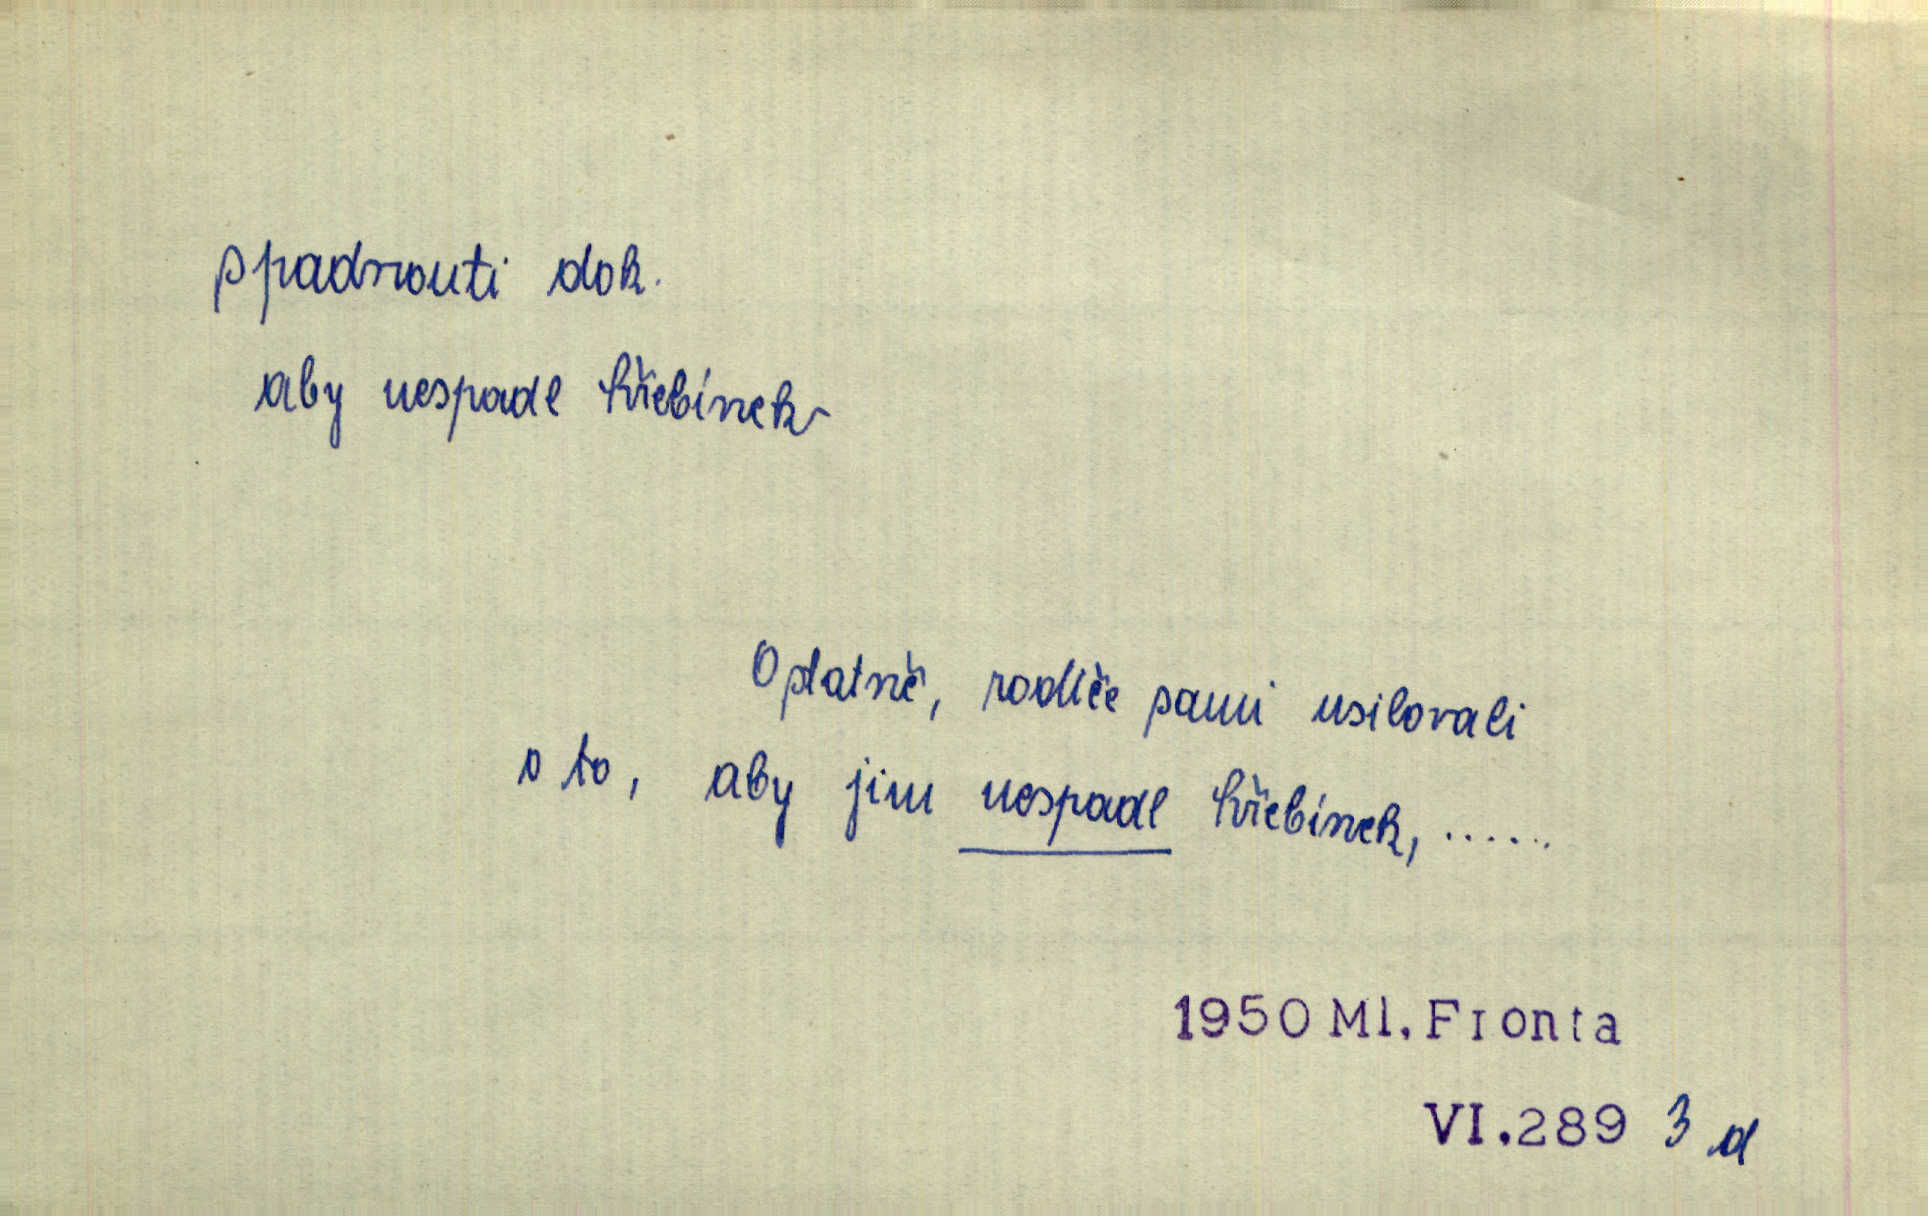 spadnouti dok.
aby nespadl hřebínek
Oplatně, rodiče sami usilovali
o to, aby jim nespadl hřebínek, ......
1950 Ml. Fronta
VI.289 3 d